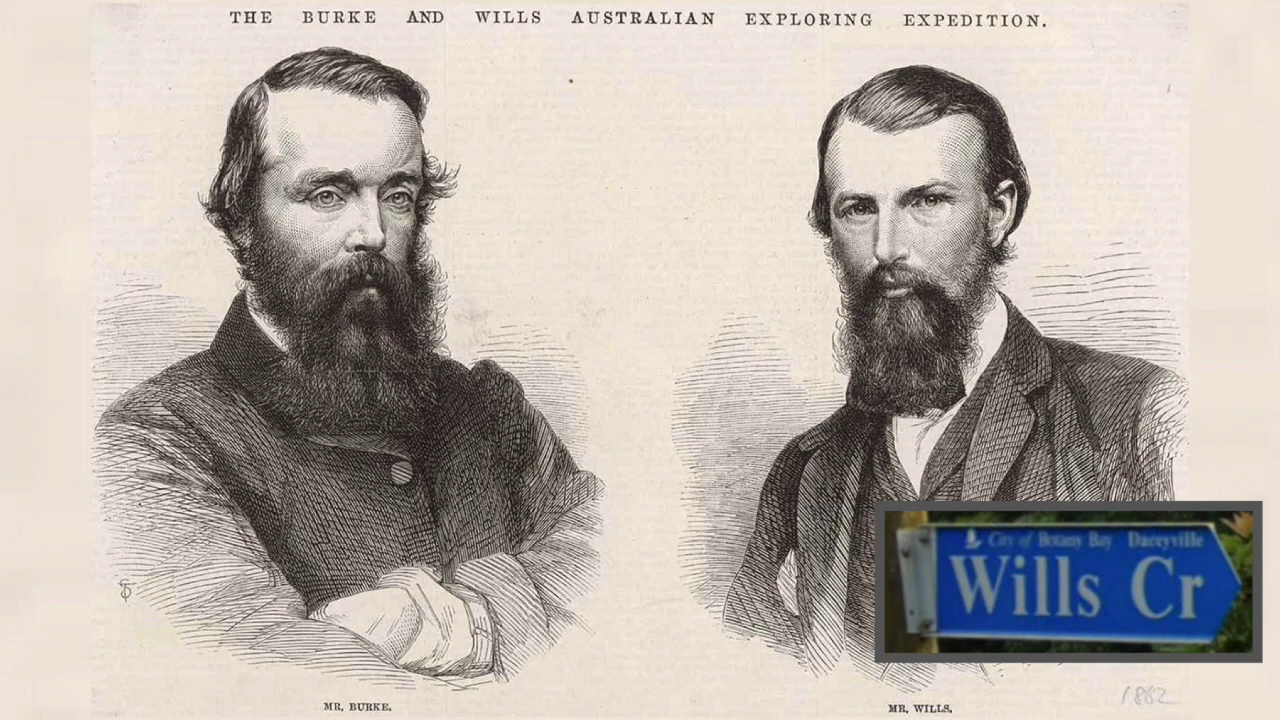 THE BURKE AND WILLS AUSTRALIAN EXPLORING EXPEDITION.
City of Botany Bay Daceyville
Wills Cr
MR. BURKE.
MR. WILLS.
1882